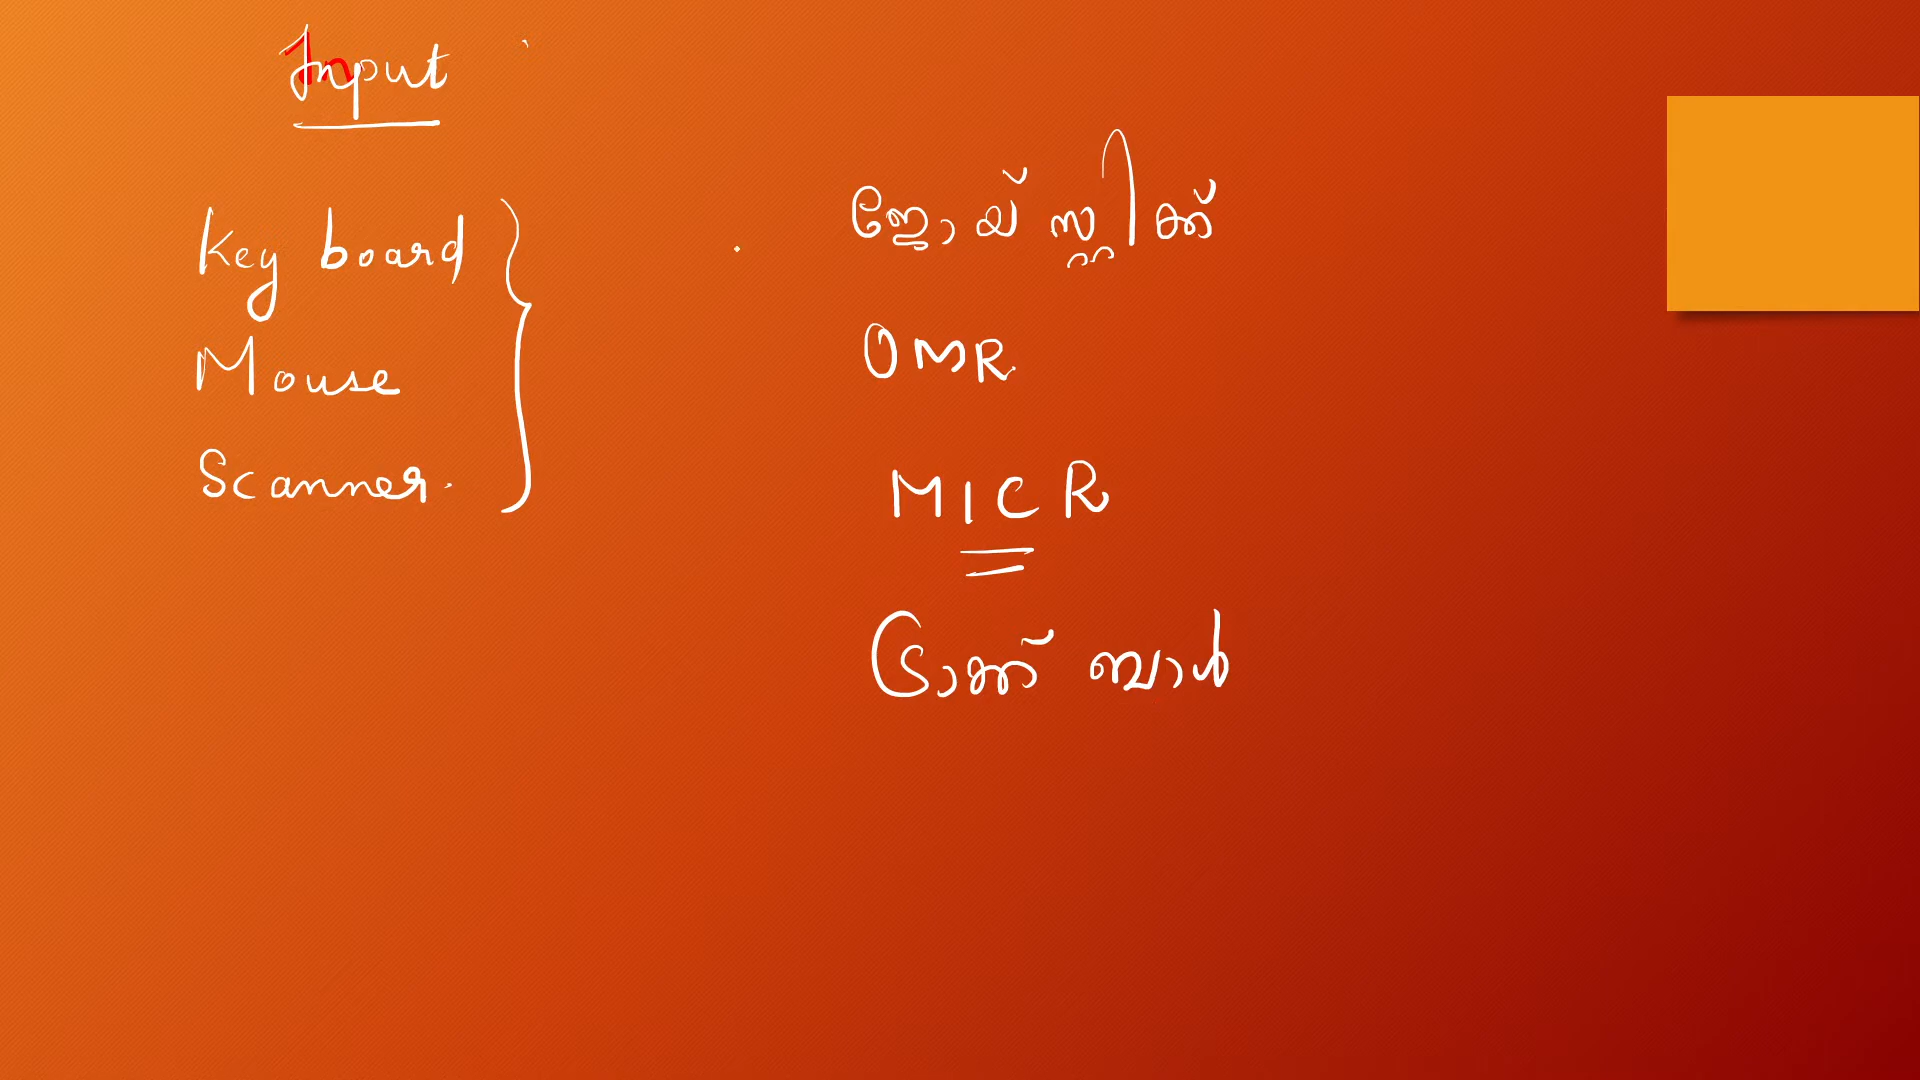 Input
Key board
Mouse
Scanner.
ജോയ് സ്റ്റിക്ക്
OMR
MICR
ട്രാക്ക് ബാൾ